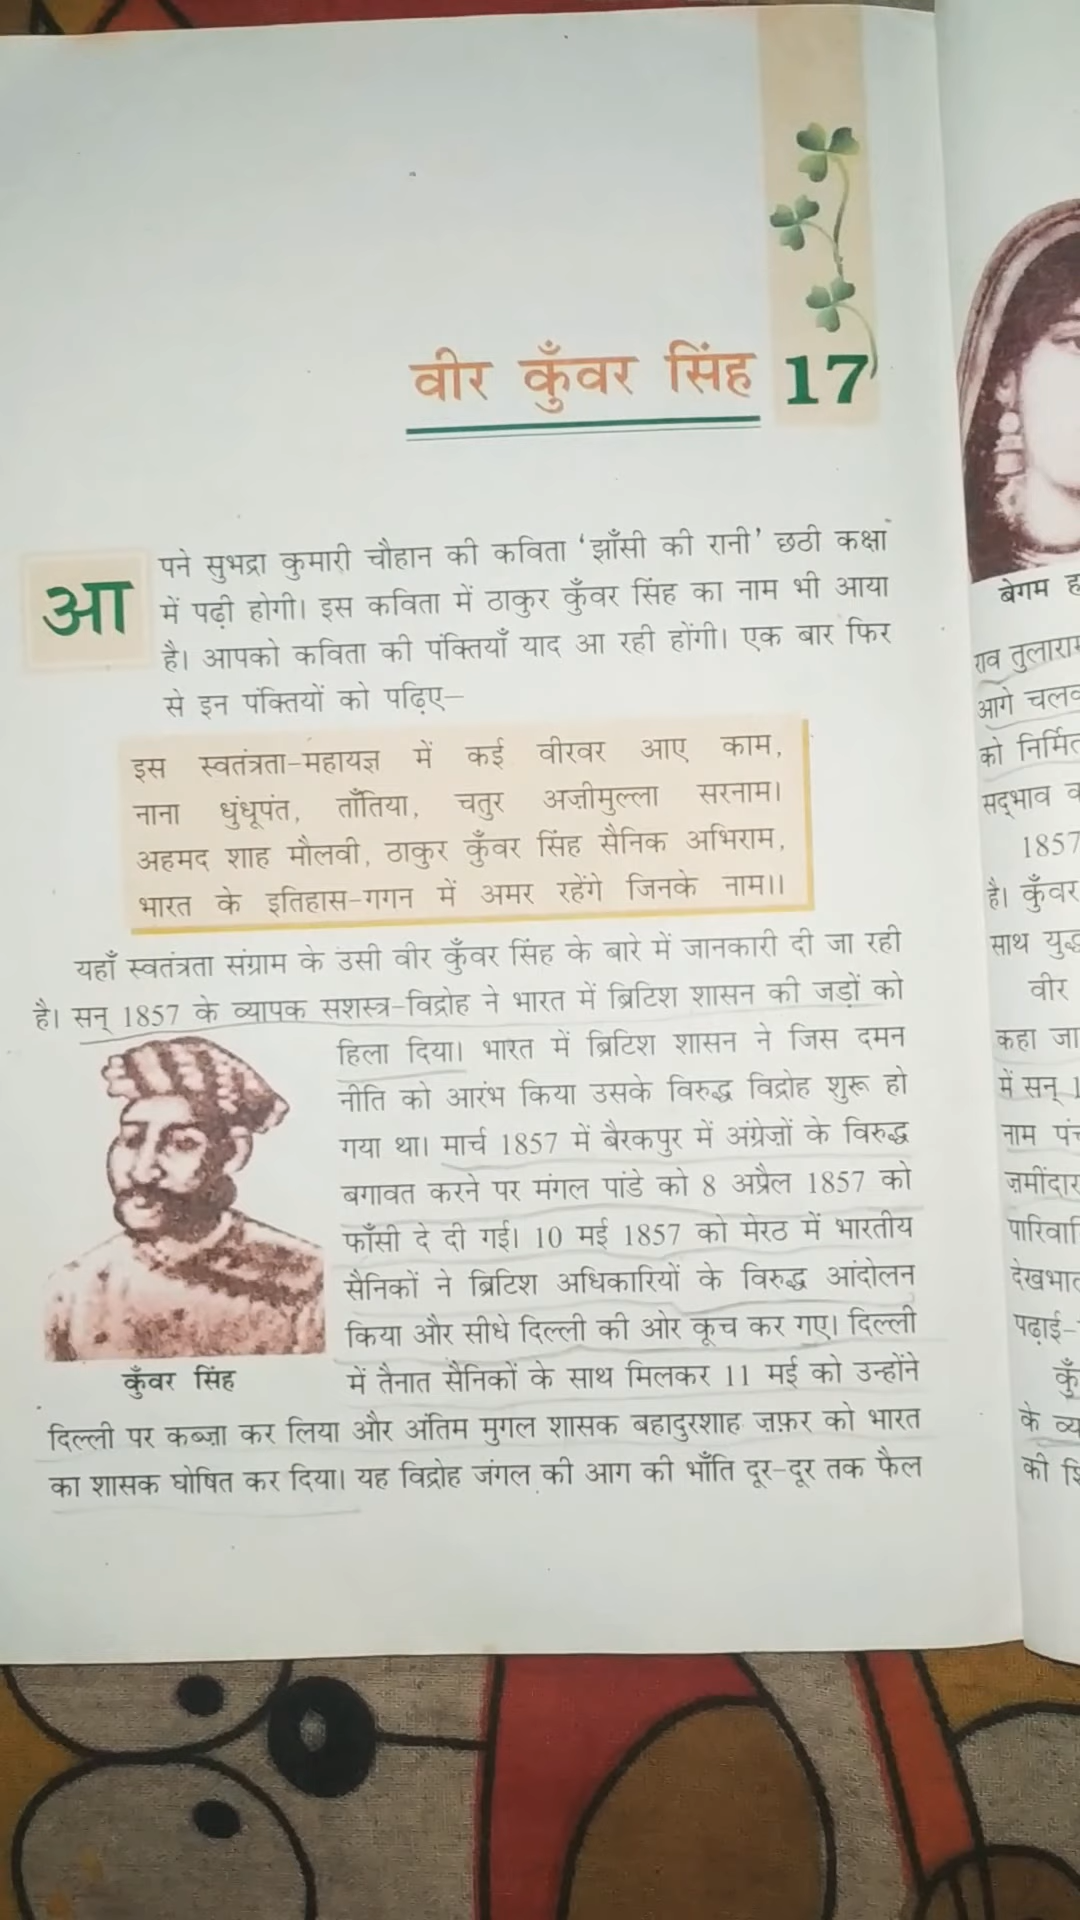 वीर कुँवर सिंह 17
आ
पने सुभद्रा कुमारी चौहान की कविता ‘झाँसी की रानी’ छठी कक्षा
में पढ़ी होगी। इस कविता में ठाकुर कुँवर सिंह का नाम भी आया
है। आपको कविता की पंक्तियाँ याद आ रही होंगी। एक बार फिर
से इन पंक्तियों को पढ़िए–
इस स्वतंत्रता-महायज्ञ में कई वीरवर आए काम,
नाना धुंधूपंत, ताँतिया, चतुर अज़ीमुल्ला सरनाम।
अहमद शाह मौलवी, ठाकुर कुँवर सिंह सैनिक अभिराम,
भारत के इतिहास-गगन में अमर रहेंगे जिनके नाम।।
यहाँ स्वतंत्रता संग्राम के उसी वीर कुँवर सिंह के बारे में जानकारी दी जा रही
है। सन् 1857 के व्यापक सशस्त्र-विद्रोह ने भारत में ब्रिटिश शासन की जड़ों को
हिला दिया। भारत में ब्रिटिश शासन ने जिस दमन
नीति को आरंभ किया उसके विरुद्ध विद्रोह शुरू हो
गया था। मार्च 1857 में बैरकपुर में अंग्रेज़ों के विरुद्ध
बगावत करने पर मंगल पांडे को 8 अप्रैल 1857 को
फाँसी दे दी गई। 10 मई 1857 को मेरठ में भारतीय
सैनिकों ने ब्रिटिश अधिकारियों के विरुद्ध आंदोलन
किया और सीधे दिल्ली की ओर कूच कर गए। दिल्ली
में तैनात सैनिकों के साथ मिलकर 11 मई को उन्होंने
कुँवर सिंह
दिल्ली पर कब्ज़ा कर लिया और अंतिम मुगल शासक बहादुरशाह ज़फ़र को भारत
का शासक घोषित कर दिया। यह विद्रोह जंगल की आग की भाँति दूर-दूर तक फैल
बेगम
राव तुलाराम
आगे
को निर्मित
सद्भाव
1857
है। कुँवर
साथ युद्ध
वीर
कहा जा
में सन्
नाम
ज़मींदार
देखभाल
पढ़ाई-
के
की